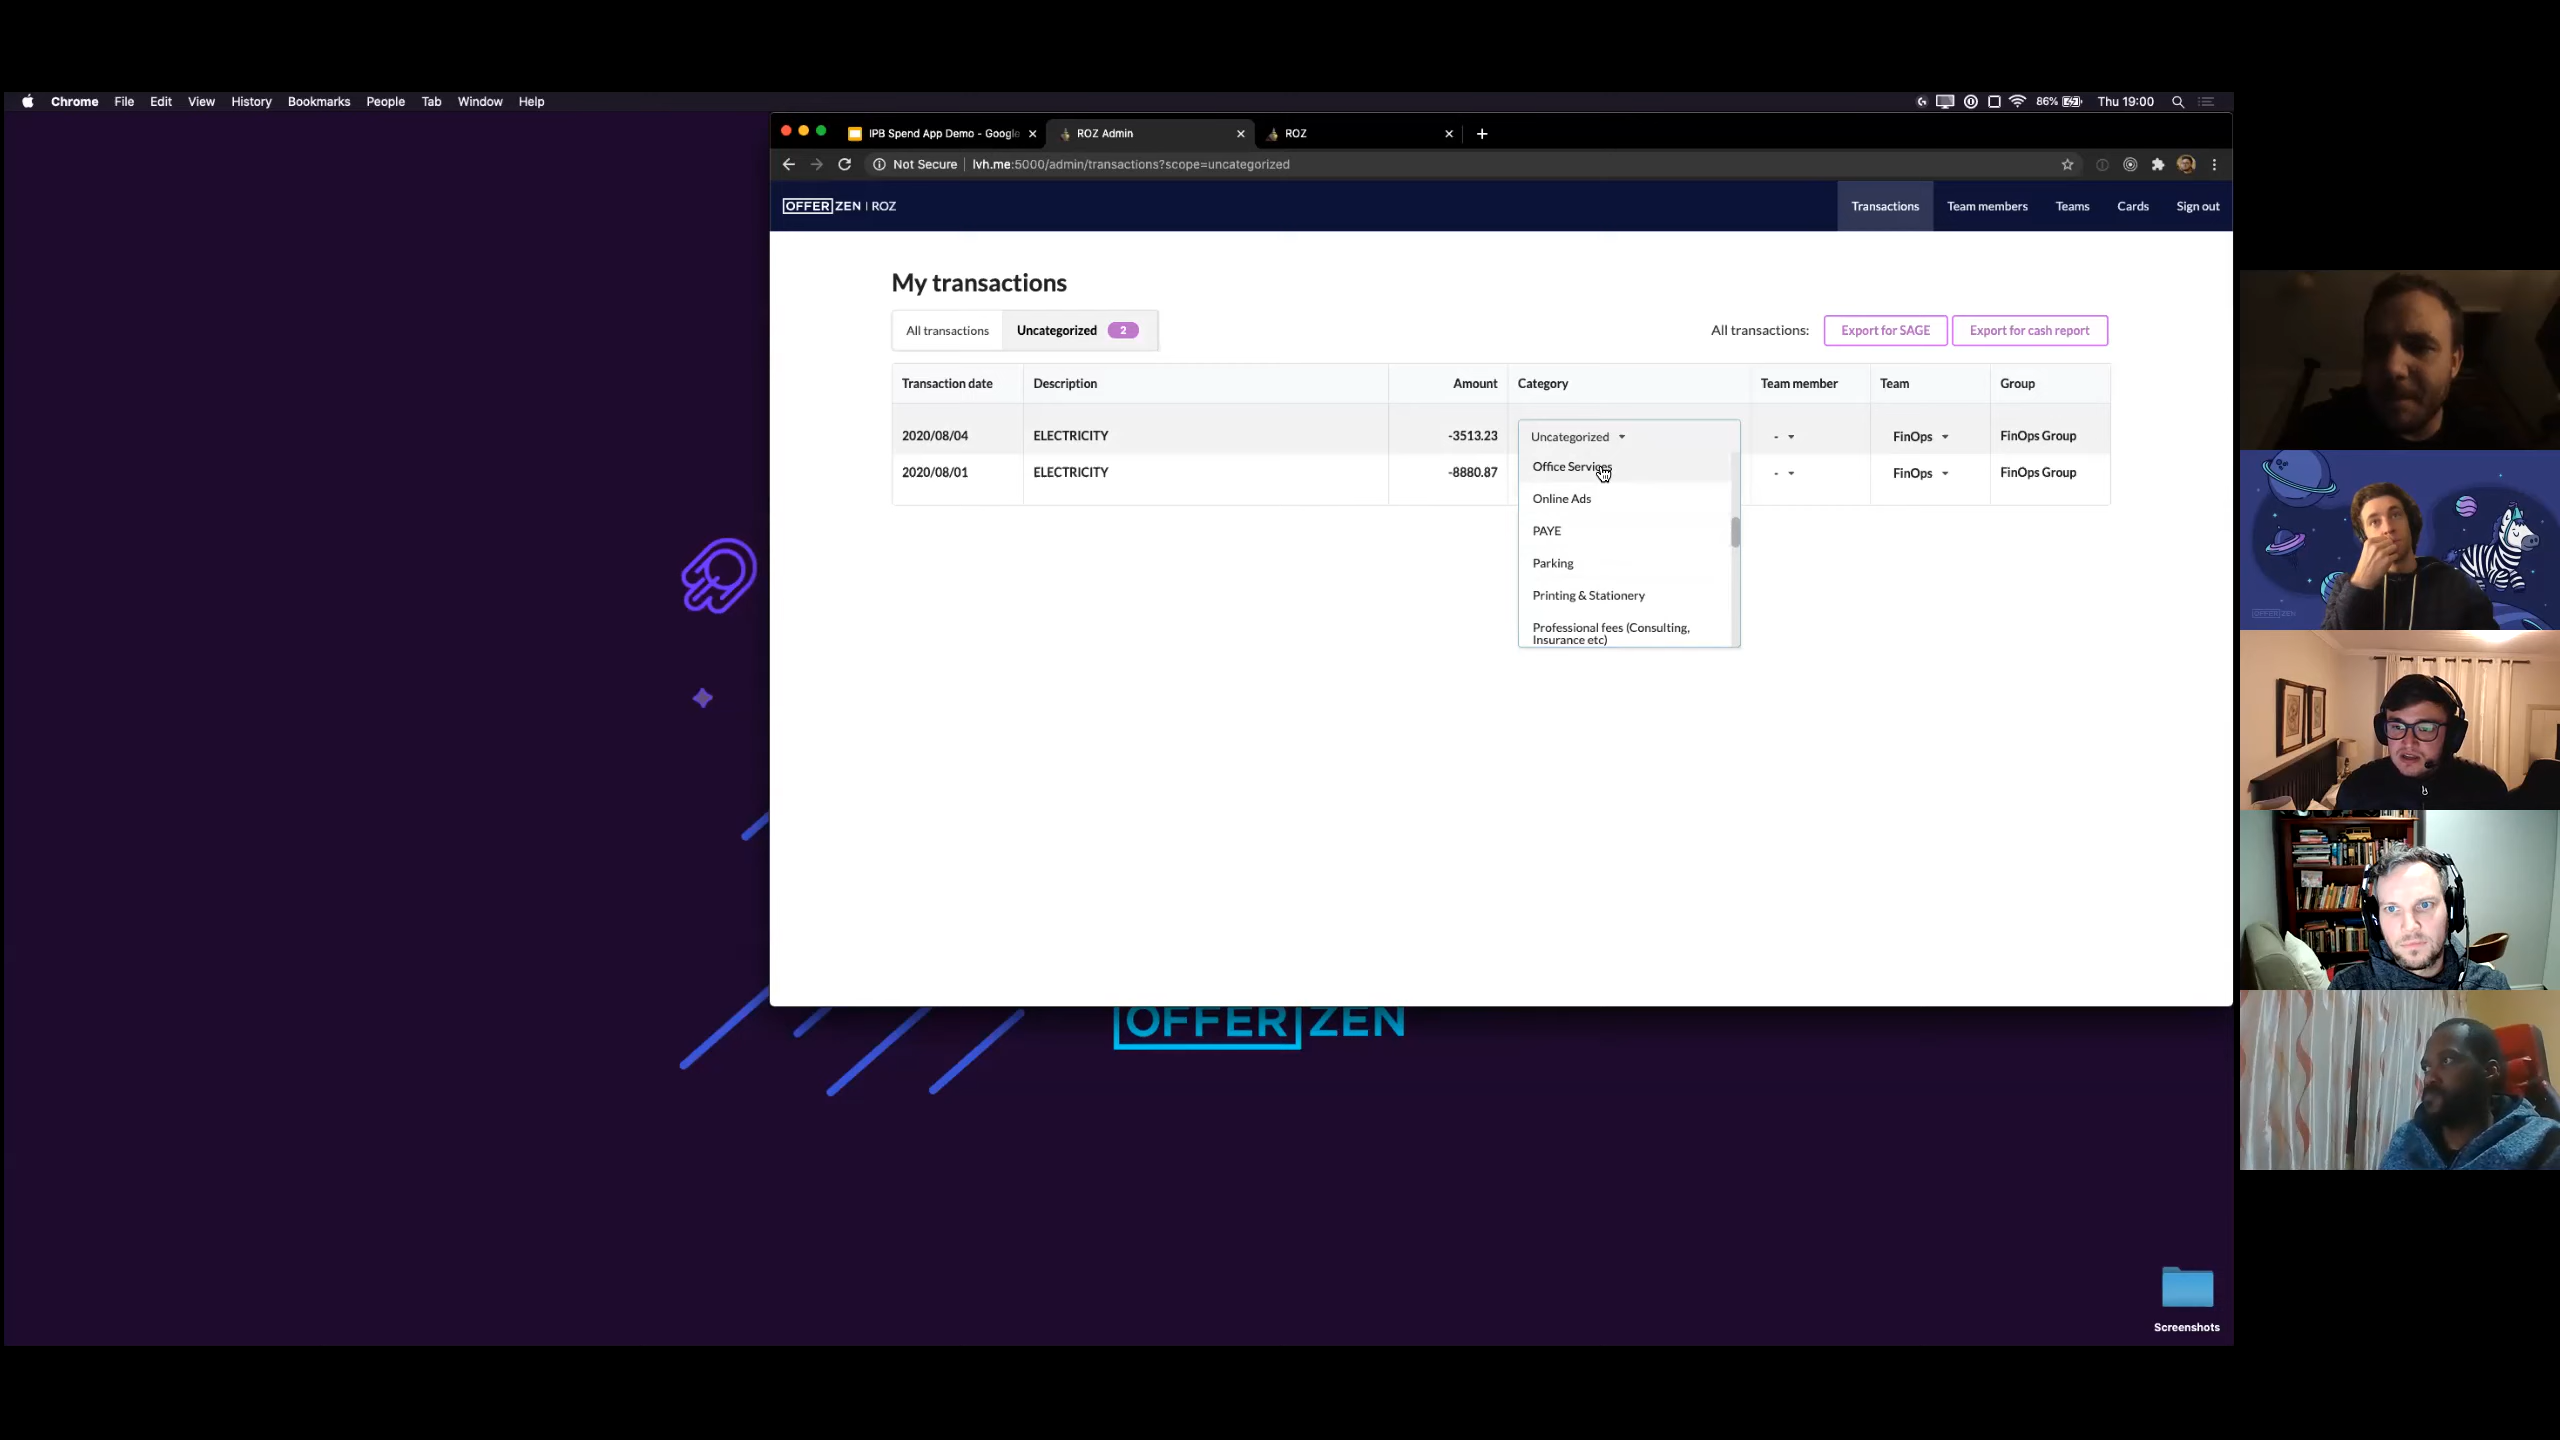 Chrome File Edit View History Bookmarks People Tab Window Help
86% Thu 19:00
IPB Spend App Demo - Google
ROZ Admin
ROZ
Not Secure | lvh.me:5000/admin/transactions?scope=uncategorized
OFFERZEN | ROZ
Transactions Team members Teams Cards Sign out
My transactions
All transactions Uncategorized 2
All transactions: Export for SAGE Export for cash report
Transaction date Description Amount Category Team member Team Group
2020/08/04 ELECTRICITY -3513.23 Uncategorized - FinOps FinOps Group
2020/08/01 ELECTRICITY -8880.87 - FinOps FinOps Group
Office Services
Online Ads
PAYE
Parking
Printing & Stationery
Professional fees (Consulting,
Insurance etc)
OFFERZEN
Screenshots